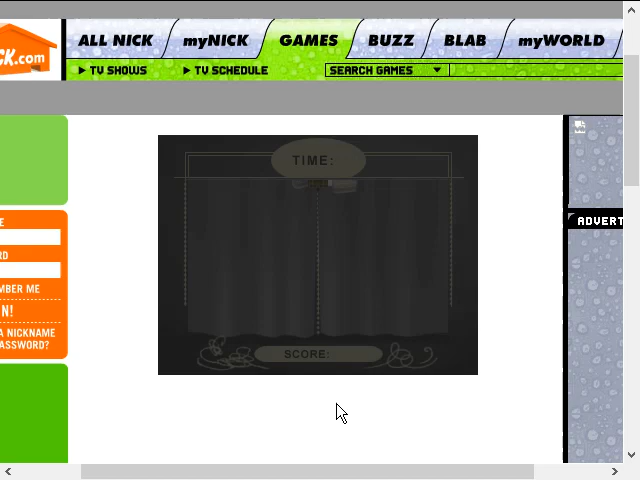 CK.com
ALL NICK
myNICK
GAMES
BUZZ
BLAB
myWORLD
TV SHOWS
TV SCHEDULE
SEARCH GAMES
E
RD
MBER ME
N!
A NICKNAME
ASSWORD?
TIME:
SCORE:
ADVERT